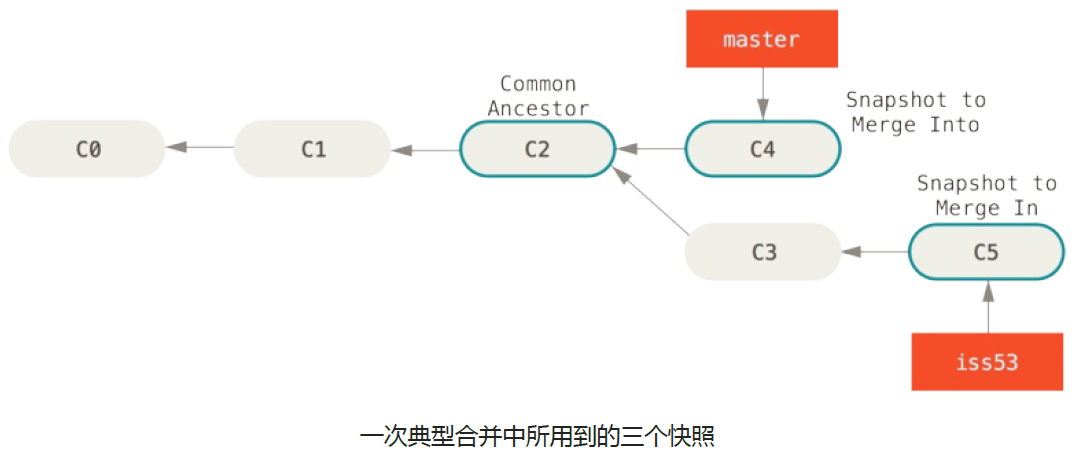 master
Common
Ancestor
Snapshot to
Merge Into
C0
C1
C2
C4
Snapshot to
Merge In
C3
C5
iss53
一次典型合并中所用到的三个快照